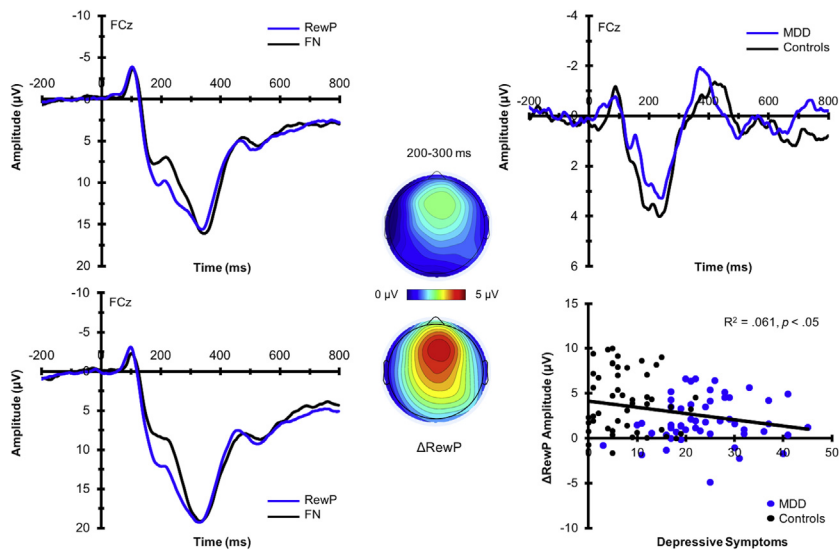 -10
FCz
RewP
FN
-5
-200
0
200
400
600
800
5
10
15
20
Amplitude (µV)
Time (ms)
-10
FCz
-5
-200
0
200
400
600
800
5
10
15
20
Amplitude (µV)
RewP
FN
Time (ms)
200-300 ms
0 µV
5 µV
ΔRewP
-4
FCz
MDD
Controls
-2
-200
0
200
400
600
800
2
4
6
Amplitude (µV)
Time (ms)
15
R² = .061, p < .05
10
5
0
0
10
20
30
40
50
-5
-10
ΔRewP Amplitude (µV)
MDD
Controls
Depressive Symptoms